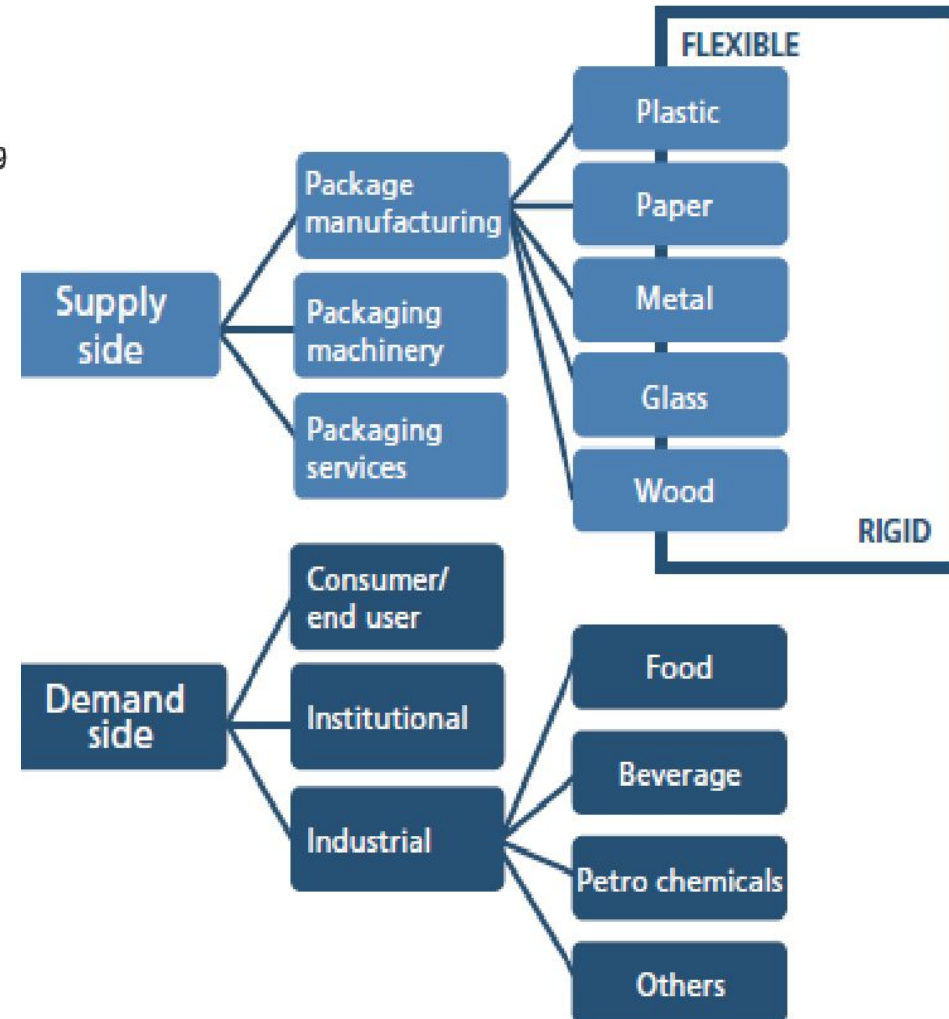 9
FLEXIBLE
Plastic
Paper
Metal
Glass
Wood
RIGID
Package
manufacturing
Packaging
machinery
Packaging
services
Supply
side
Consumer/
end user
Institutional
Industrial
Demand
side
Food
Beverage
Petro chemicals
Others